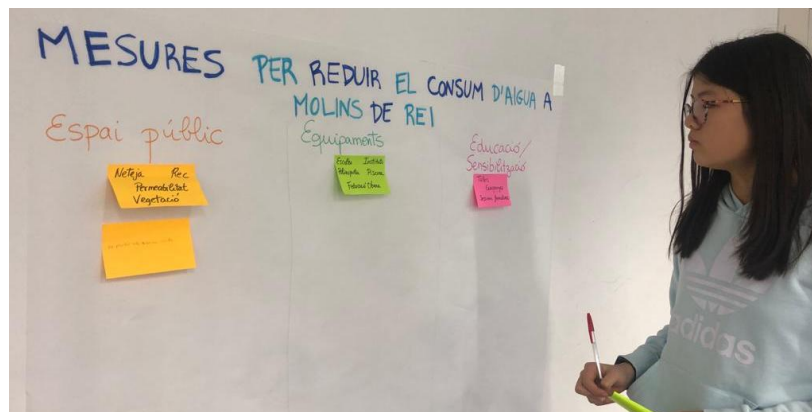 MESURES PER REDUIR EL CONSUM D'AIGUA A
MOLINS DE REI
Espai públic
Neteja Rec
Permeabilitat
Vegetació
Equipaments
Escola Institut
Poliesportiu Piscina
Educació/
Sensibilització
adidas